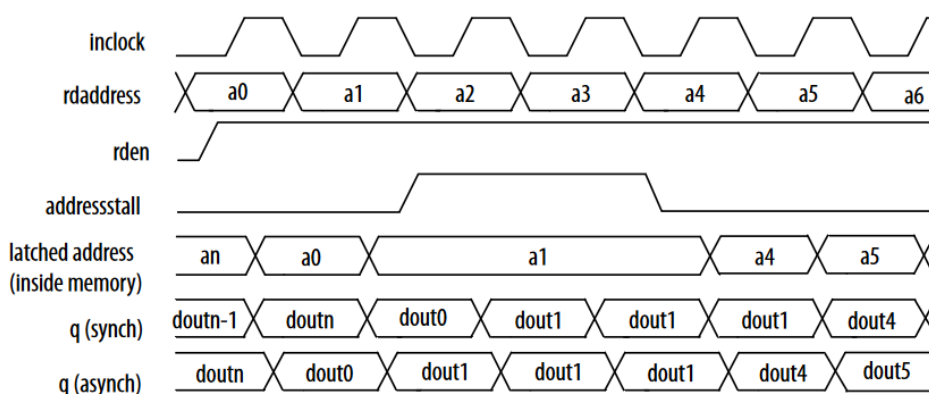 inclock
rdaddress a0 a1 a2 a3 a4 a5 a6
rden
addressstall
latched address an a0 a1 a4 a5
(inside memory)
q (synch) doutn-1 doutn dout0 dout1 dout1 dout1 dout4
q (asynch) doutn dout0 dout1 dout1 dout1 dout4 dout5